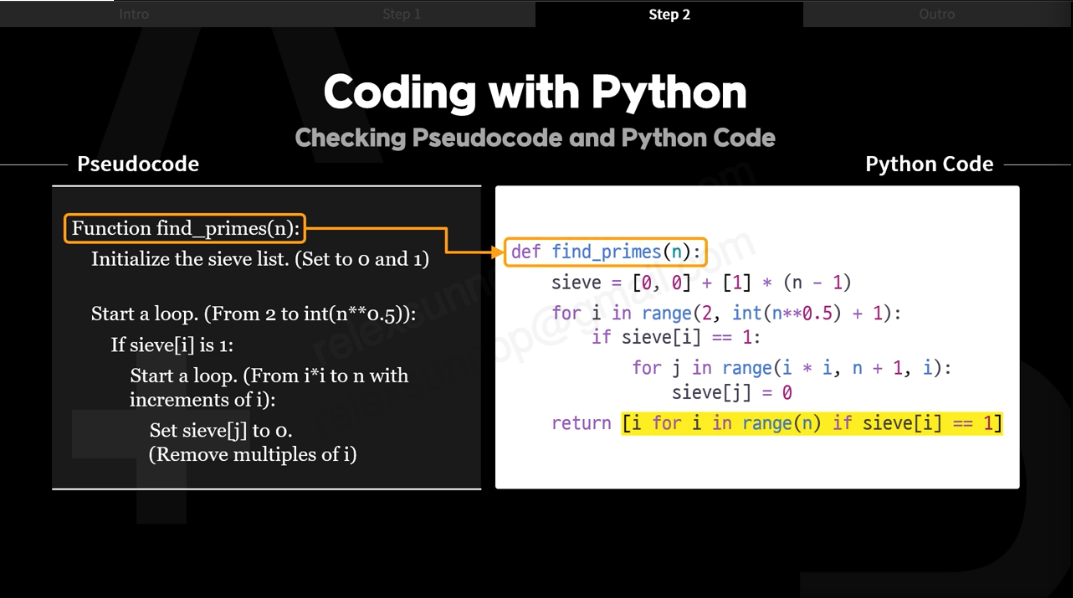 Intro
Step 1
Step 2
Outro
Coding with Python
Checking Pseudocode and Python Code
Pseudocode
Python Code
Function find_primes(n):
Initialize the sieve list. (Set to 0 and 1)
Start a loop. (From 2 to int(n**0.5)):
If sieve[i] is 1:
Start a loop. (From i*i to n with
increments of i):
Set sieve[j] to 0.
(Remove multiples of i)
def find_primes(n):
sieve = [0, 0] + [1] * (n - 1)
for i in range(2, int(n**0.5) + 1):
if sieve[i] == 1:
for j in range(i * i, n + 1, i):
sieve[j] = 0
return [i for i in range(n) if sieve[i] == 1]